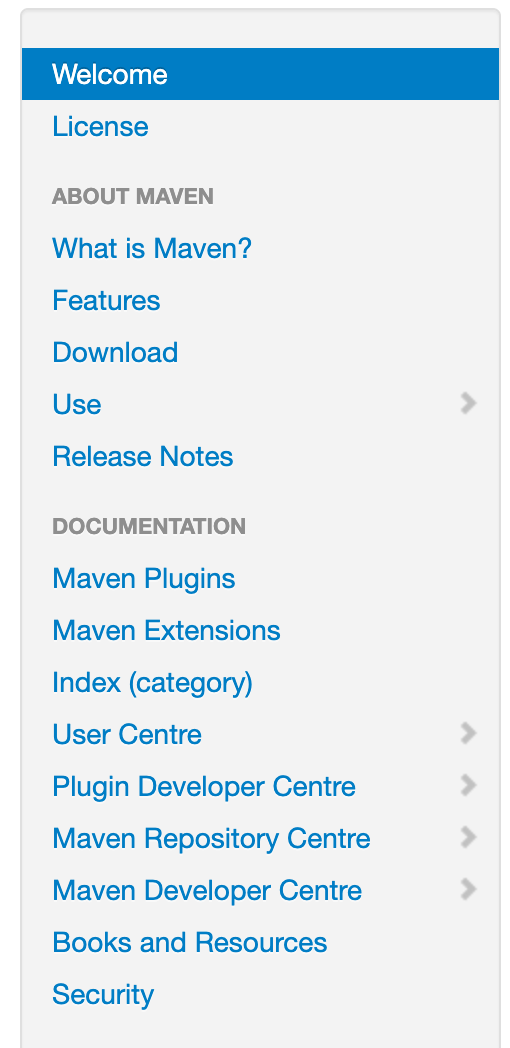 Welcome
License
ABOUT MAVEN
What is Maven?
Features
Download
Use
Release Notes
DOCUMENTATION
Maven Plugins
Maven Extensions
Index (category)
User Centre
Plugin Developer Centre
Maven Repository Centre
Maven Developer Centre
Books and Resources
Security